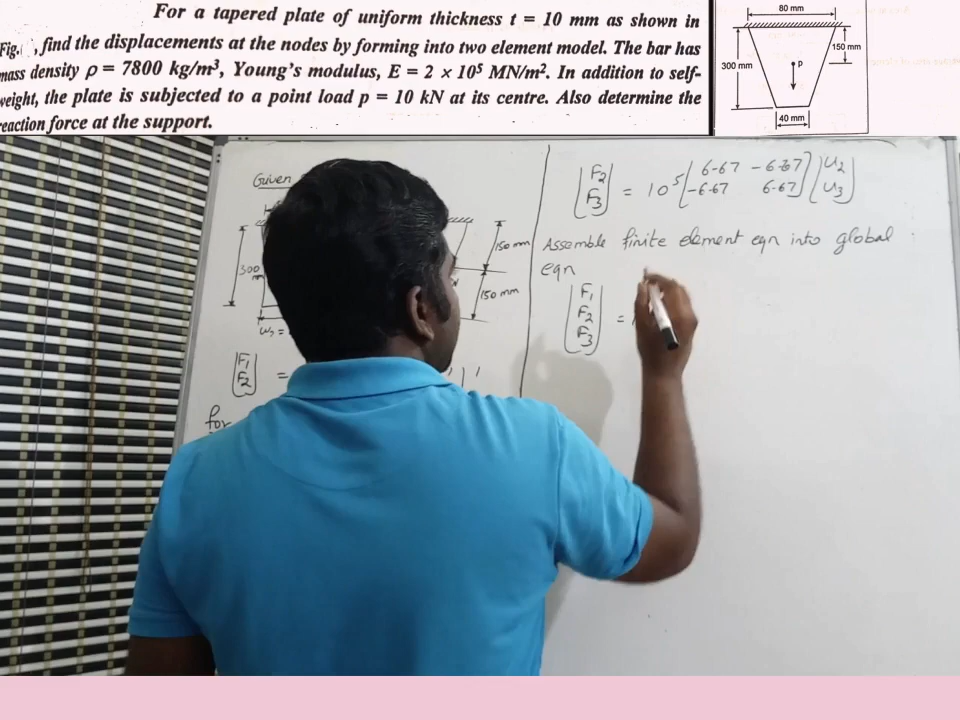 For a tapered plate of uniform thickness t = 10 mm as shown in
Fig. , find the displacements at the nodes by forming into two element model. The bar has
mass density ρ = 7800 kg/m³, Young's modulus, E = 2 × 10⁵ MN/m². In addition to self-
weight, the plate is subjected to a point load p = 10 kN at its centre. Also determine the
reaction force at the support.
80 mm
150 mm
300 mm
P
40 mm
Given
300
mm
150 mm
150 mm
W₃ =
[F₁
F₂] =
for
[F₂
F₃] = 10⁵ [6.67 -6.67
-6.67 6.67] [U₂
U₃]
Assemble finite element eqn into global
eqn
[F₁
F₂
F₃] =